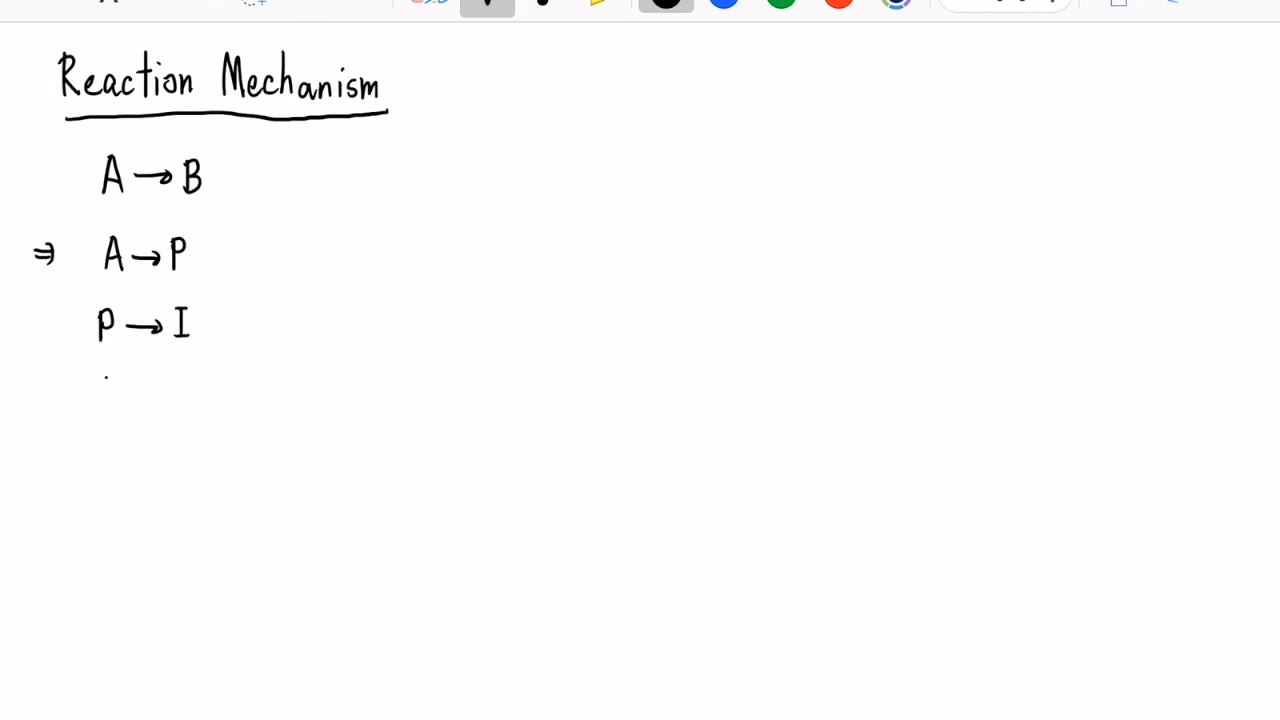 Reaction Mechanism
A → B
⇒ A → P
P → I